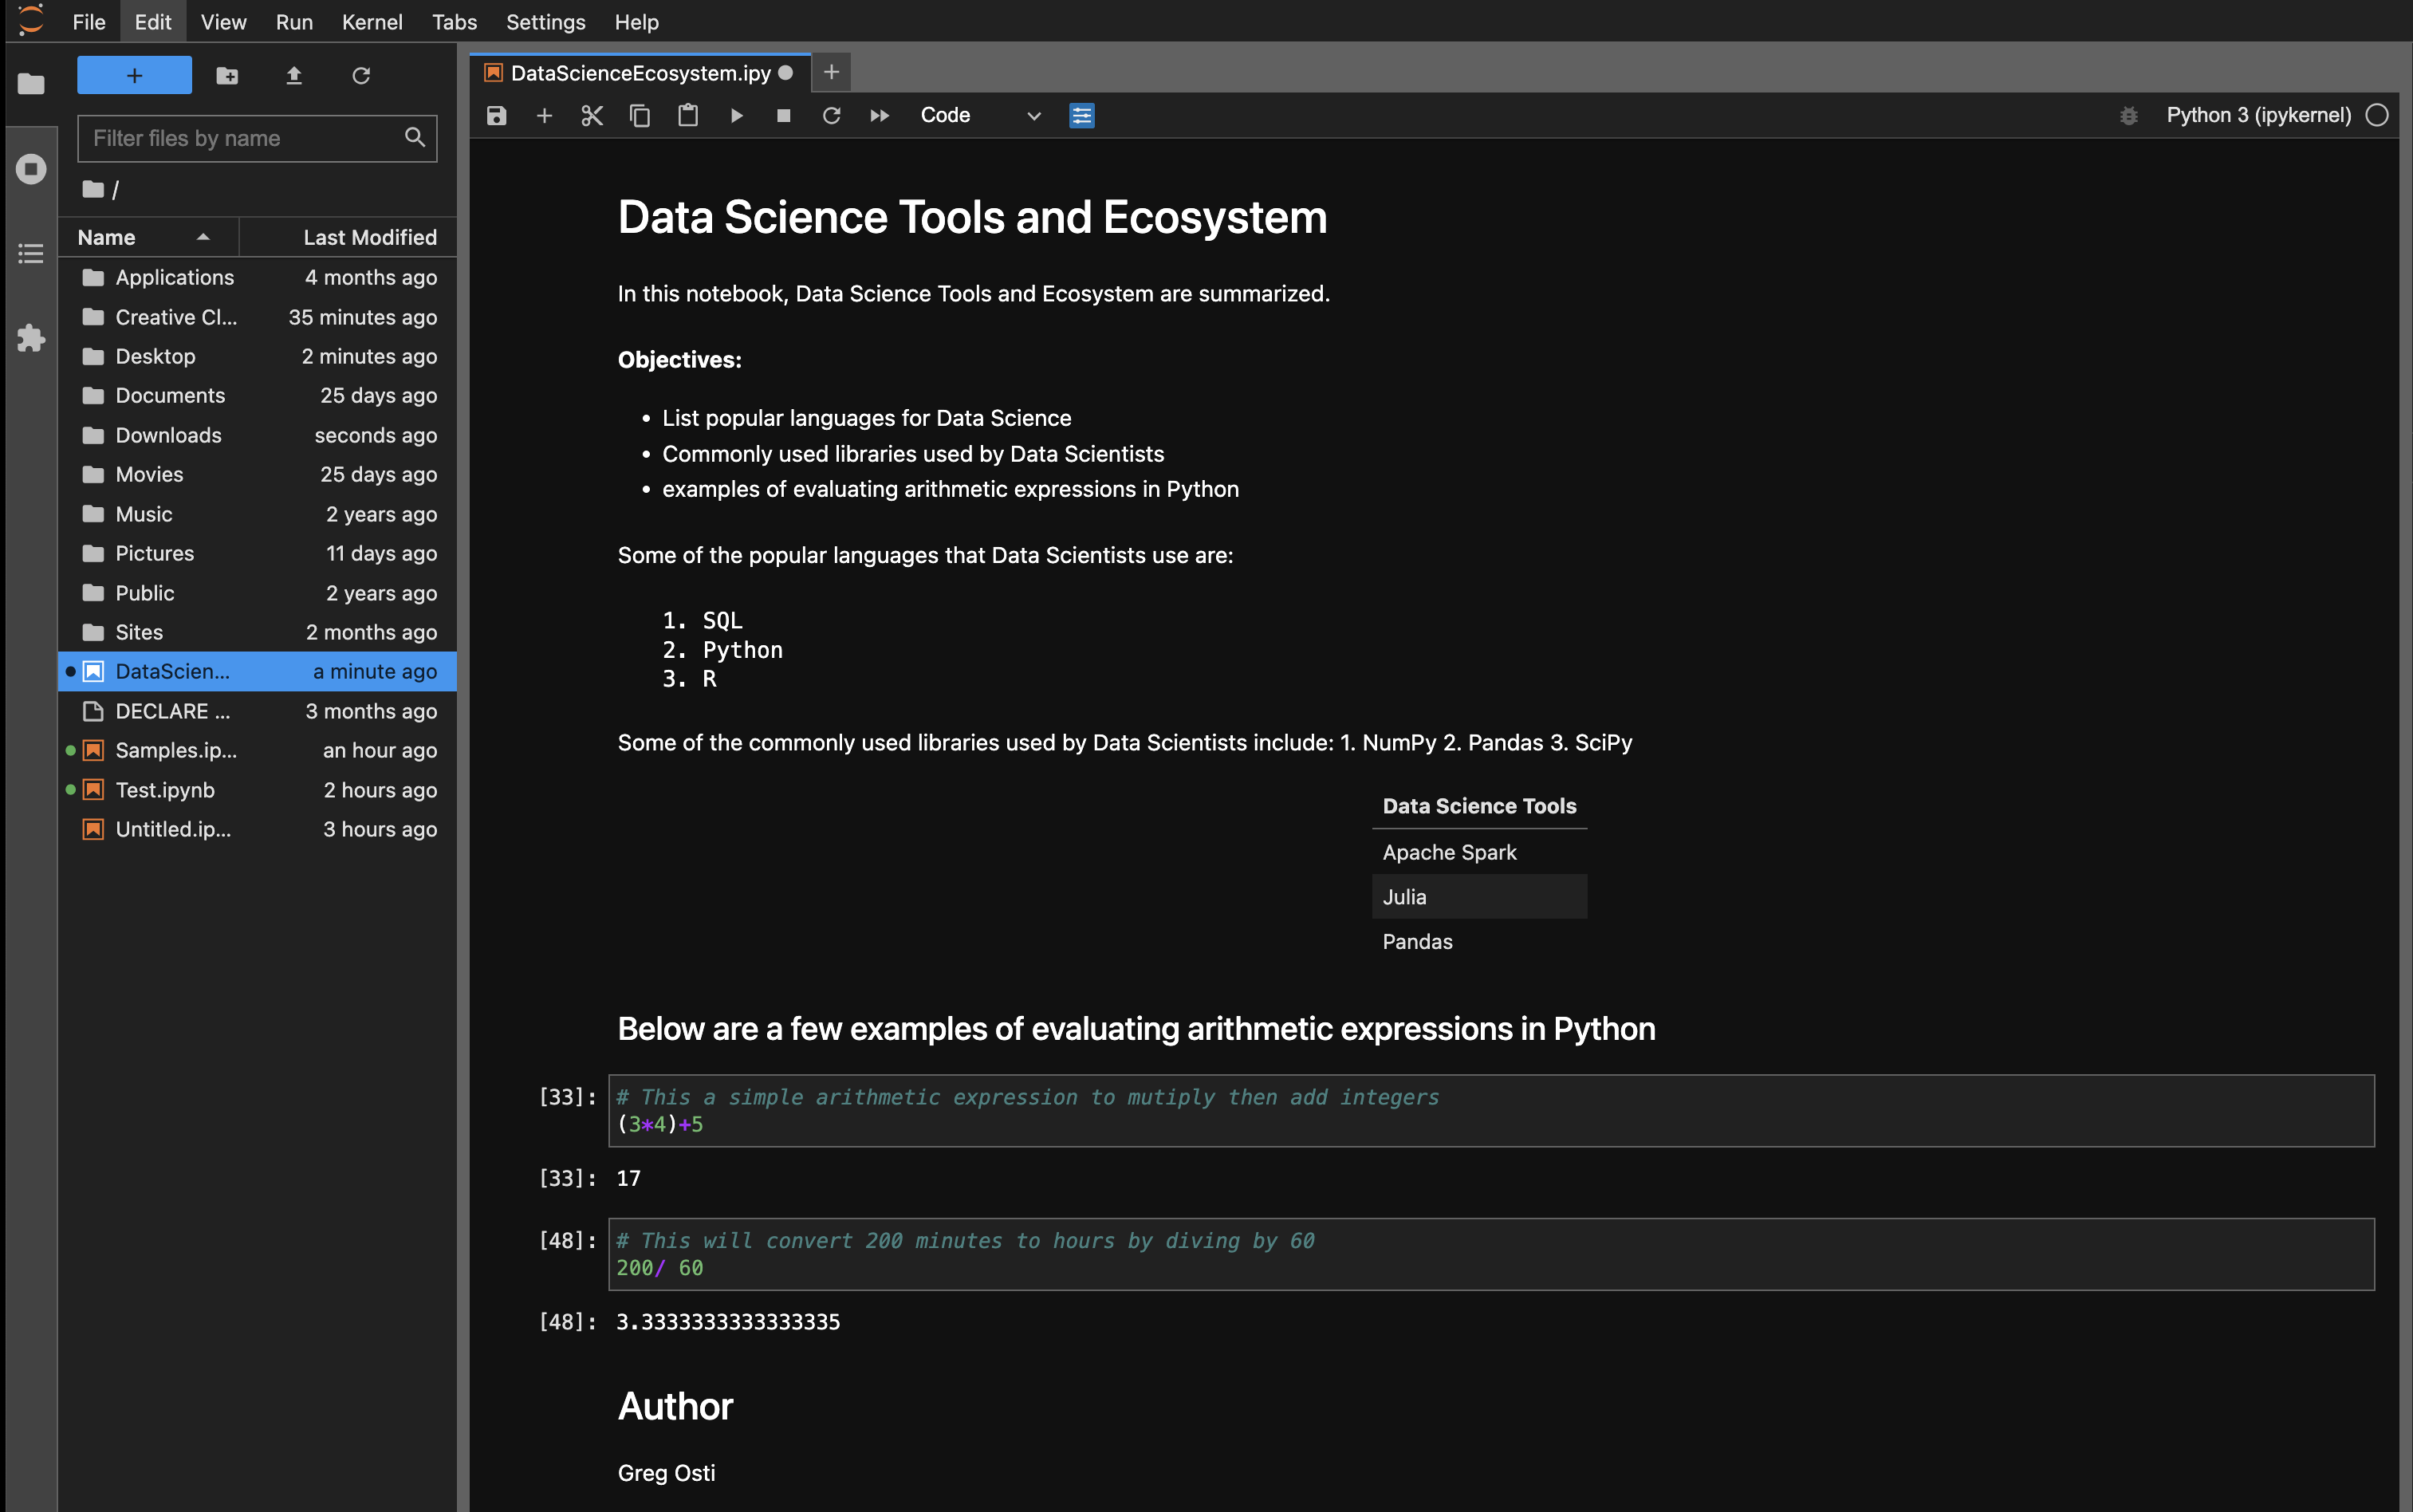 File Edit View Run Kernel Tabs Settings Help
DataScienceEcosystem.ipy
Code
Python 3 (ipykernel)
Filter files by name
/
Name Last Modified
Applications 4 months ago
Creative Cl... 35 minutes ago
Desktop 2 minutes ago
Documents 25 days ago
Downloads seconds ago
Movies 25 days ago
Music 2 years ago
Pictures 11 days ago
Public 2 years ago
Sites 2 months ago
DataScien... a minute ago
DECLARE ... 3 months ago
Samples.ip... an hour ago
Test.ipynb 2 hours ago
Untitled.ip... 3 hours ago
Data Science Tools and Ecosystem
In this notebook, Data Science Tools and Ecosystem are summarized.
Objectives:
• List popular languages for Data Science
• Commonly used libraries used by Data Scientists
• examples of evaluating arithmetic expressions in Python
Some of the popular languages that Data Scientists use are:
1. SQL
2. Python
3. R
Some of the commonly used libraries used by Data Scientists include: 1. NumPy 2. Pandas 3. SciPy
Data Science Tools
Apache Spark
Julia
Pandas
Below are a few examples of evaluating arithmetic expressions in Python
[33]: # This a simple arithmetic expression to mutiply then add integers
(3*4)+5
[33]: 17
[48]: # This will convert 200 minutes to hours by diving by 60
200/ 60
[48]: 3.3333333333333335
Author
Greg Osti